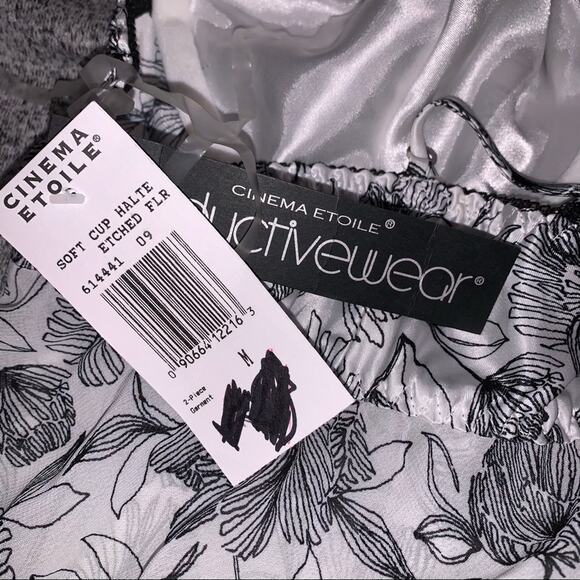 CINEMA
ETOILE®
SOFT CUP HALTE
ETCHED FLR
614441 09
0 90664 12216 3
M
2-Piece
Garment
CINEMA ETOILE®
ductivewear®